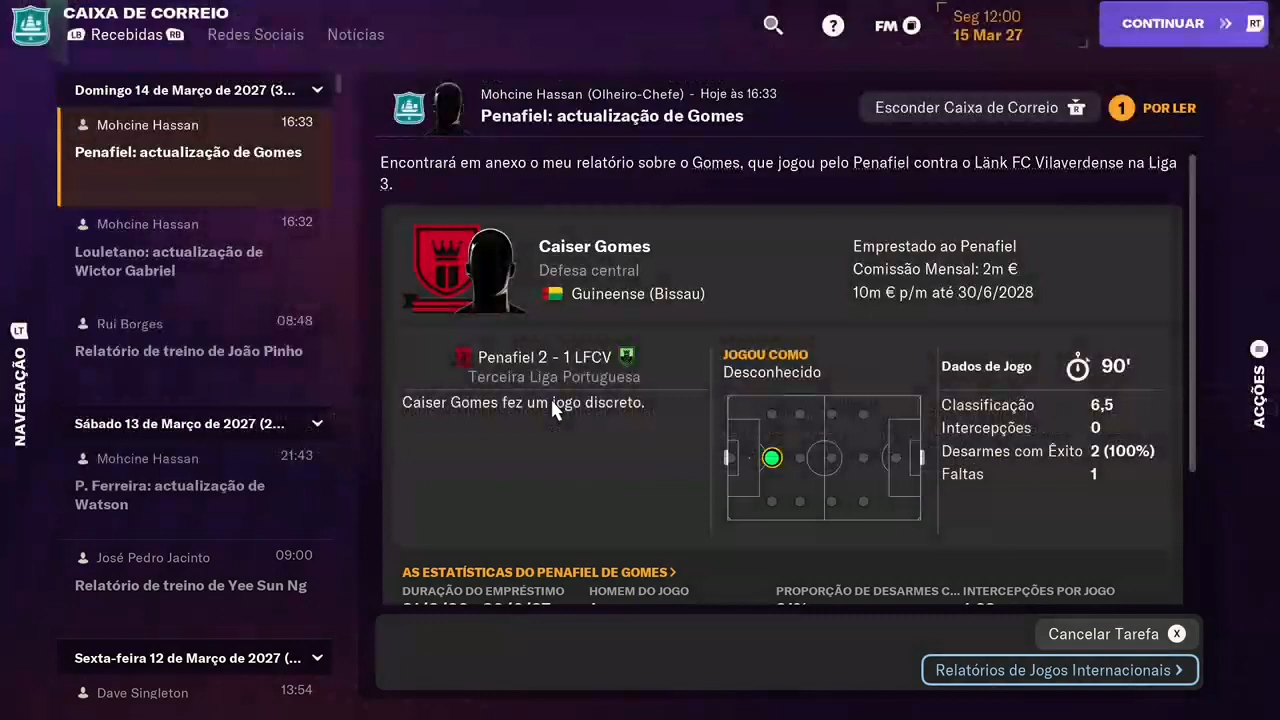 CAIXA DE CORREIO
LB Recebidas RB Redes Sociais Notícias
FM
Seg 12:00
15 Mar 27
CONTINUAR RT
Domingo 14 de Março de 2027 (3...
Mohcine Hassan 16:33
Penafiel: actualização de Gomes
Mohcine Hassan 16:32
Louletano: actualização de
Wictor Gabriel
Rui Borges 08:48
Relatório de treino de João Pinho
Sábado 13 de Março de 2027 (2...
Mohcine Hassan 21:43
P. Ferreira: actualização de
Watson
José Pedro Jacinto 09:00
Relatório de treino de Yee Sun Ng
Sexta-feira 12 de Março de 2027 (...
Dave Singleton 13:54
LT
NAVEGAÇÃO
Mohcine Hassan (Olheiro-Chefe) - Hoje às 16:33
Penafiel: actualização de Gomes
Esconder Caixa de Correio R
1 POR LER
Encontrará em anexo o meu relatório sobre o Gomes, que jogou pelo Penafiel contra o Länk FC Vilaverdense na Liga
3.
Caiser Gomes
Defesa central
Guineense (Bissau)
Emprestado ao Penafiel
Comissão Mensal: 2m €
10m € p/m até 30/6/2028
Penafiel 2 - 1 LFCV
Terceira Liga Portuguesa
Caiser Gomes fez um jogo discreto.
JOGOU COMO
Desconhecido
Dados de Jogo 90'
Classificação 6,5
Intercepções 0
Desarmes com Êxito 2 (100%)
Faltas 1
AS ESTATÍSTICAS DO PENAFIEL DE GOMES >
DURAÇÃO DO EMPRÉSTIMO HOMEM DO JOGO PROPORÇÃO DE DESARMES C... INTERCEPÇÕES POR JOGO
Cancelar Tarefa X
Relatórios de Jogos Internacionais >
ACÇÕES